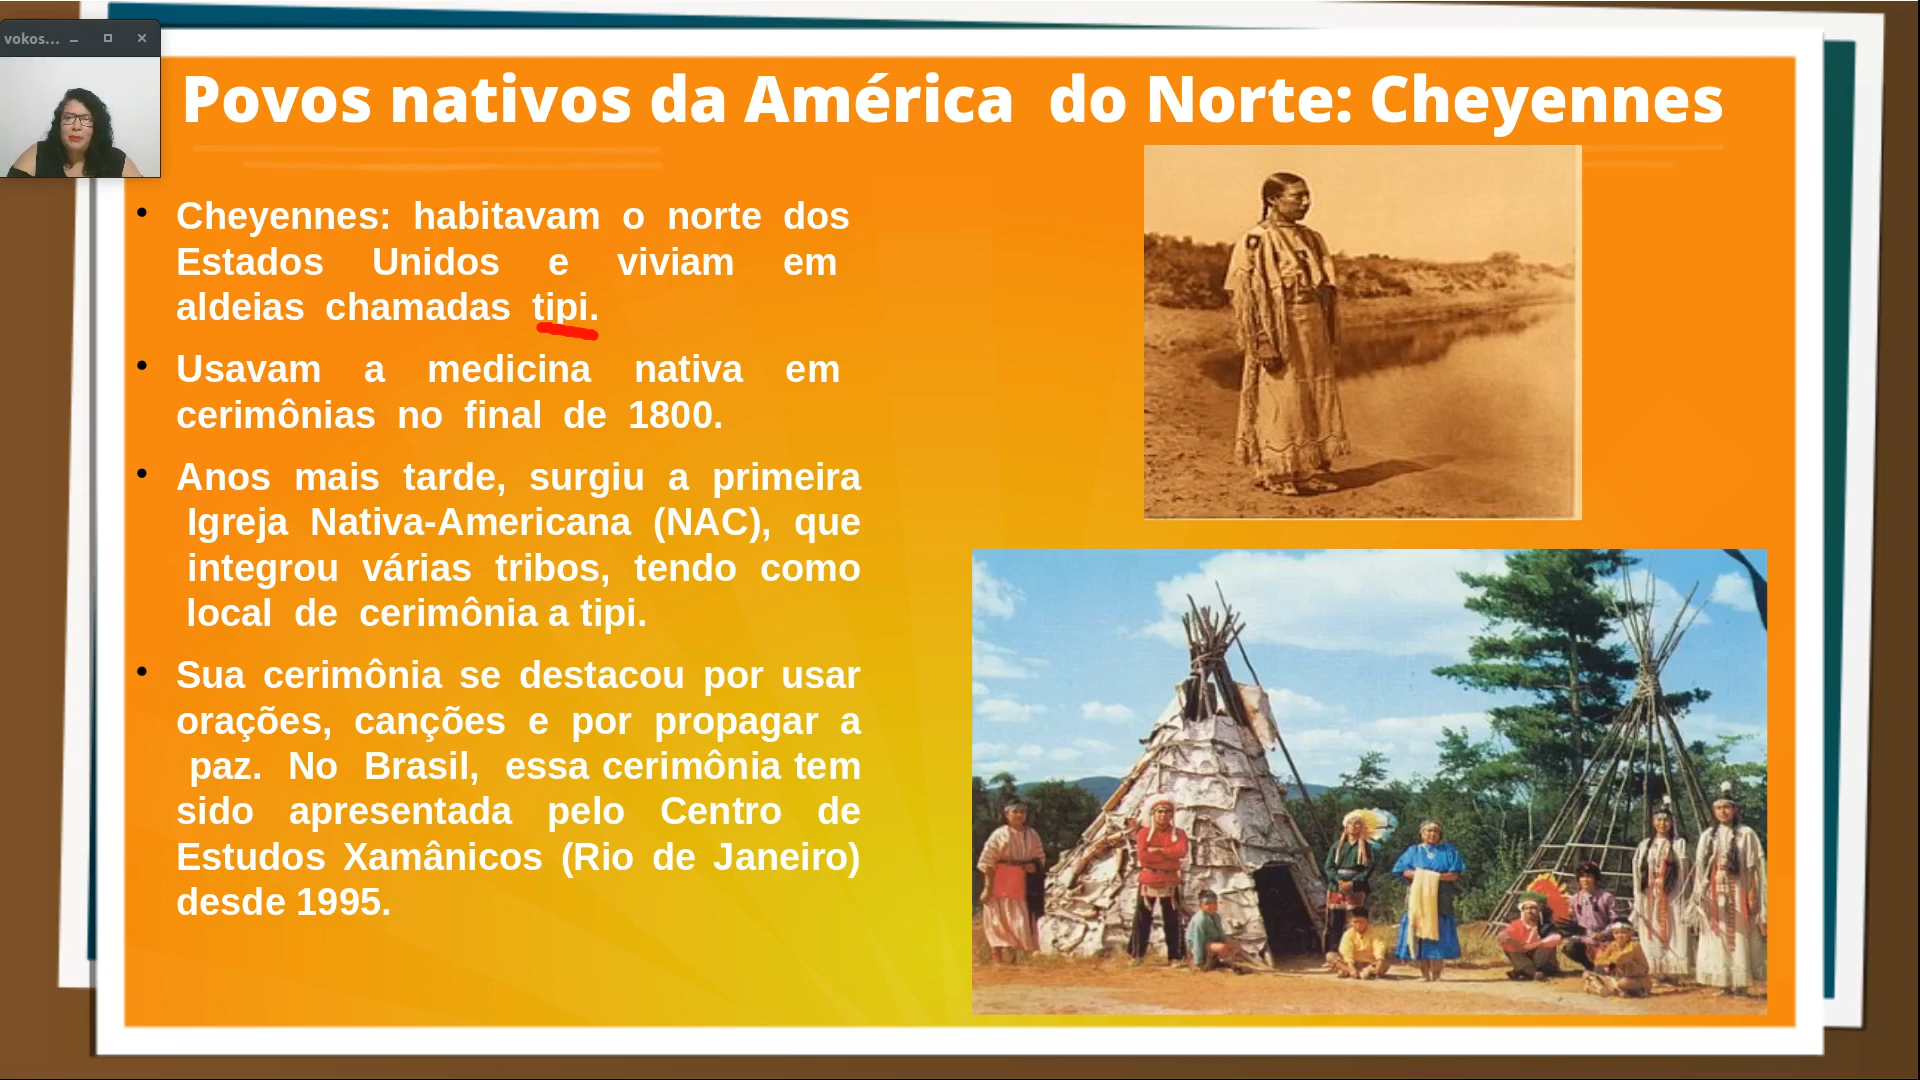 vokos...
Povos nativos da América do Norte: Cheyennes
• Cheyennes: habitavam o norte dos
Estados Unidos e viviam em
aldeias chamadas tipi.
• Usavam a medicina nativa em
cerimônias no final de 1800.
• Anos mais tarde, surgiu a primeira
Igreja Nativa-Americana (NAC), que
integrou várias tribos, tendo como
local de cerimônia a tipi.
• Sua cerimônia se destacou por usar
orações, canções e por propagar a
paz. No Brasil, essa cerimônia tem
sido apresentada pelo Centro de
Estudos Xamânicos (Rio de Janeiro)
desde 1995.